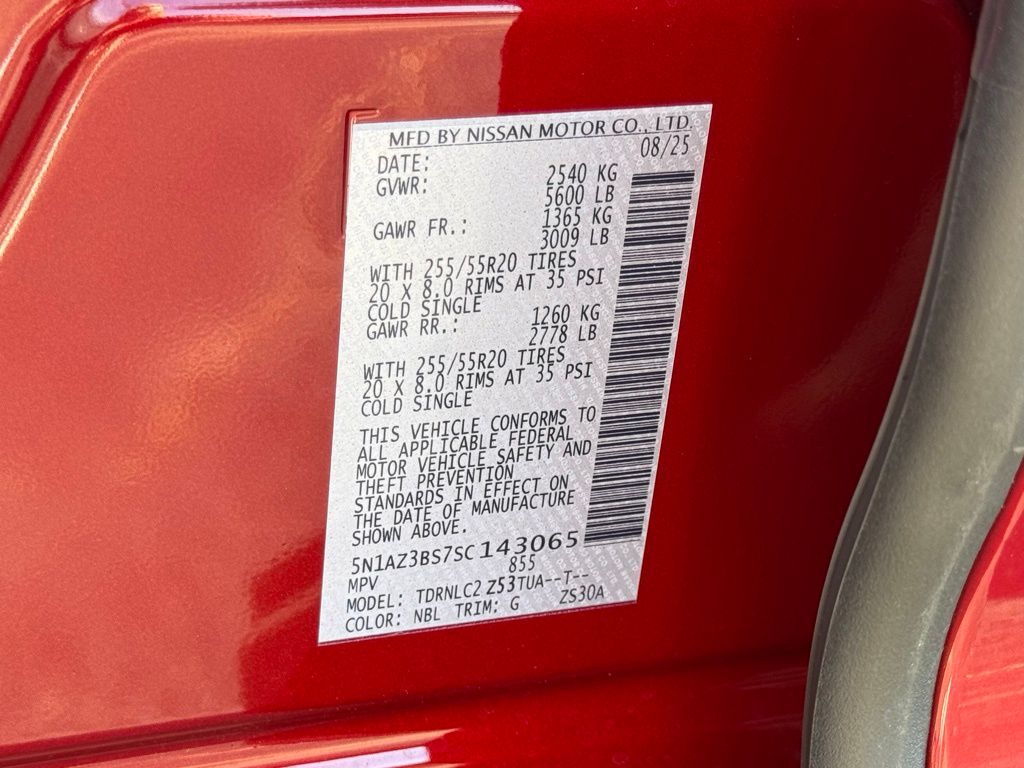 MFD BY NISSAN MOTOR CO., LTD.
DATE: 08/25
GVWR: 2540 KG
5600 LB
GAWR FR.: 1365 KG
3009 LB
WITH 255/55R20 TIRES
20 X 8.0 RIMS AT 35 PSI
COLD SINGLE
GAWR RR.: 1260 KG
2778 LB
WITH 255/55R20 TIRES
20 X 8.0 RIMS AT 35 PSI
COLD SINGLE
THIS VEHICLE CONFORMS TO
ALL APPLICABLE FEDERAL
MOTOR VEHICLE SAFETY AND
THEFT PREVENTION
STANDARDS IN EFFECT ON
THE DATE OF MANUFACTURE
SHOWN ABOVE.
5N1AZ3BS7SC143065
MPV 855
MODEL: TDRNLC2 Z53TUA--T--
COLOR: NBL TRIM: G ZS30A